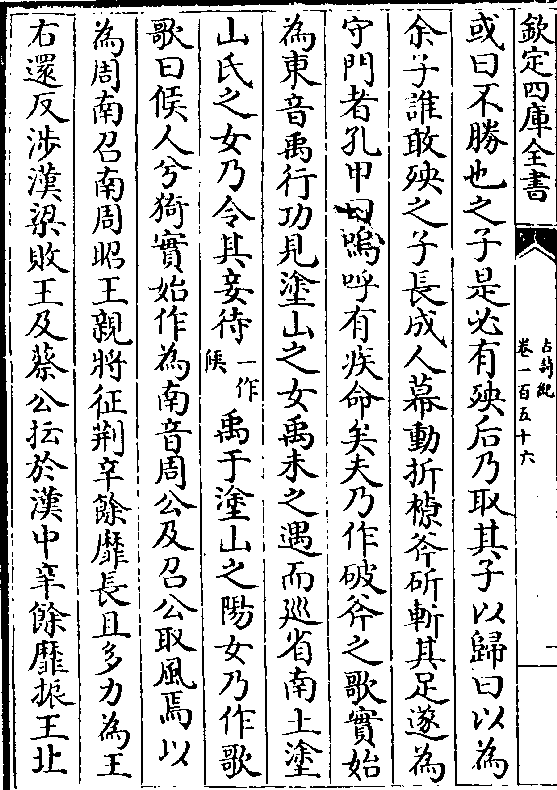 欽定四庫全書
古詩紀
卷一百五十六
或曰不勝也之子是必有殃后乃取其子以歸曰以為
余子誰敢殃之子長成人幕動折橑斧斫斬其足遂為
守門者孔甲曰嗚呼有疾命矣夫乃作破斧之歌實始
為東音禹行功見塗山之女禹未之遇而巡省南土塗
山氏之女乃令其妾待一作候禹于塗山之陽女乃作歌
歌曰候人兮猗實始作為南音周公及召公取風焉以
為周南召南周昭王親將征荆辛餘靡長且多力為王
右還反涉漢梁敗王及蔡公抎於漢中辛餘靡振王北